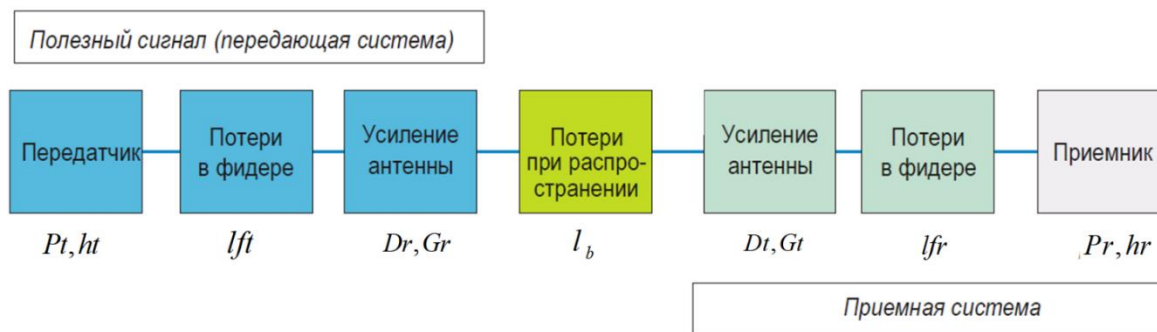 Полезный сигнал (передающая система)
Передатчик
Потери
в фидере
Усиление
антенны
Потери
при распро-
странении
Усиление
антенны
Потери
в фидере
Приемник
Pt, ht
lft
Dr, Gr
l_b
Dt, Gt
lfr
Pr, hr
Приемная система